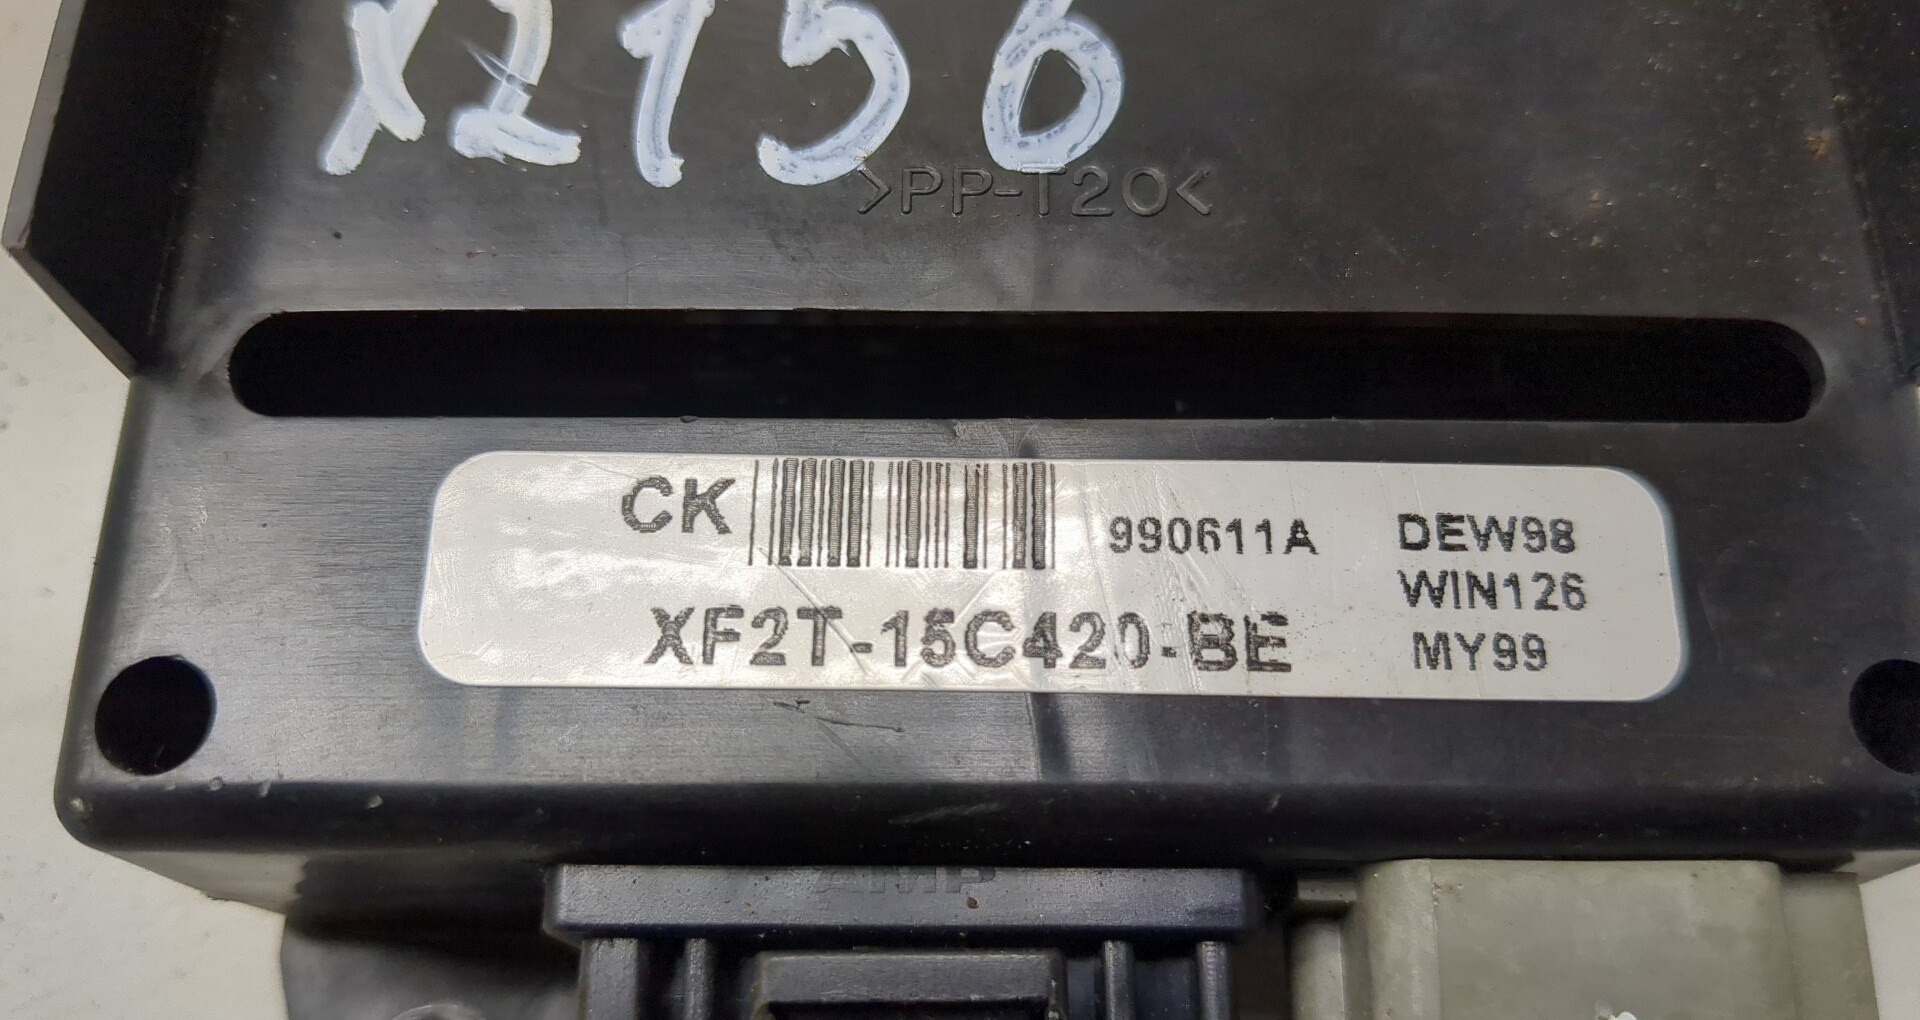 X2156
>PP-T20<
CK
990611A
DEW98
WIN126
MY99
XF2T-15C420-BE
AMP